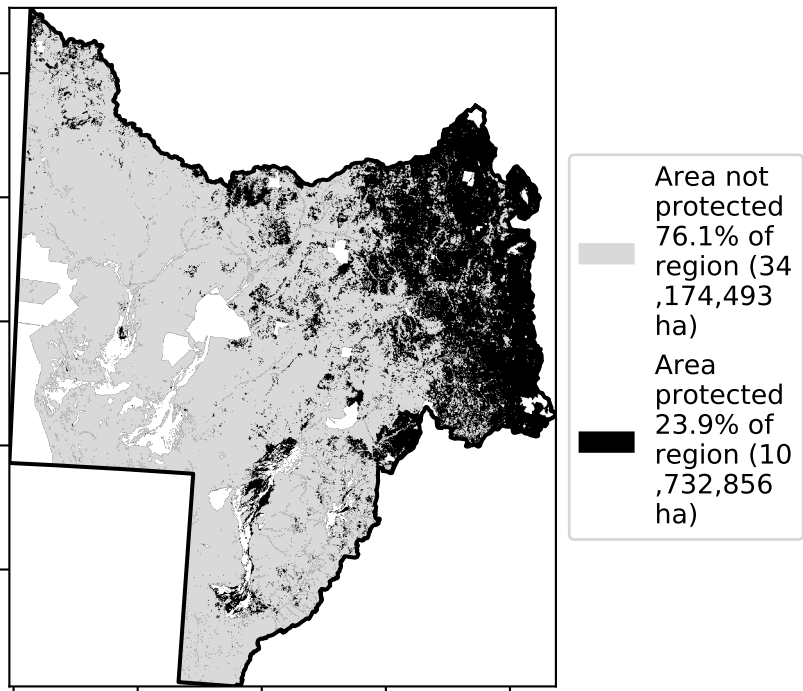 Area not
protected
76.1% of
region (34
,174,493
ha)
Area
protected
23.9% of
region (10
,732,856
ha)